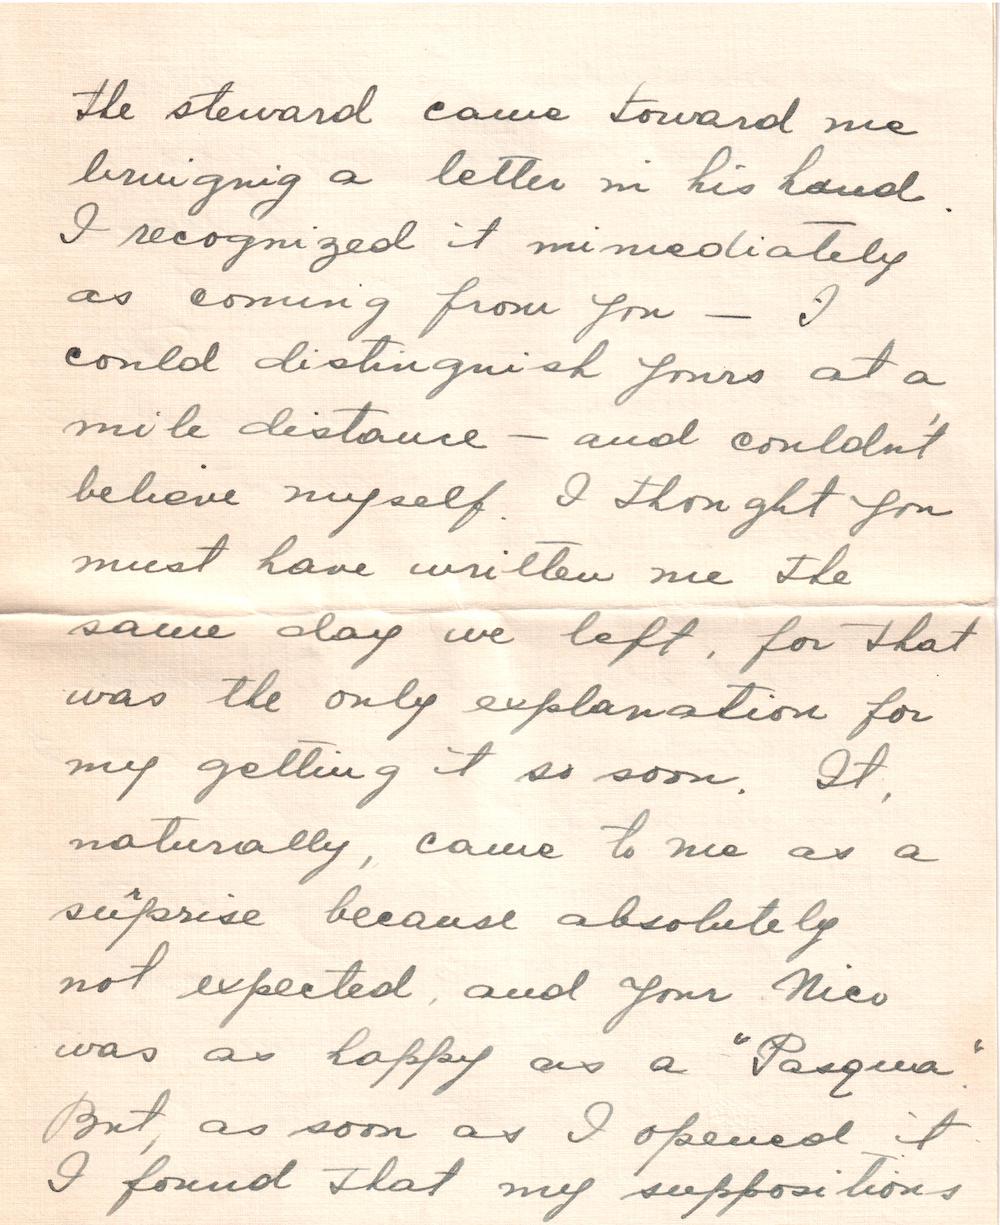 the steward came toward me
bringing a letter in his hand.
I recognized it immediately
as coming from you — I
could distinguish yours at a
mile distance — and couldn't
believe myself. I thought you
must have written me the
same day we left, for that
was the only explanation for
my getting it so soon. It,
naturally, came to me as a
surprise because absolutely
not expected, and your Nico
was as happy as a "Pasqua".
But, as soon as I opened it
I found that my suppositions